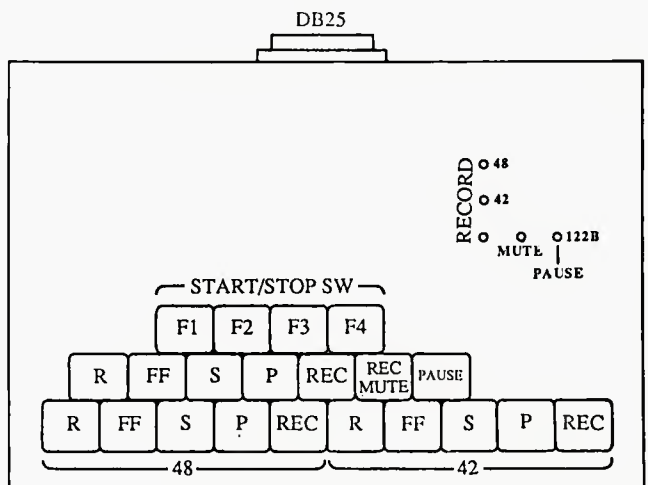 DB25
RECORD
48
42
122B
MUTE
PAUSE
START/STOP SW
F1 F2 F3 F4
R FF S P REC REC MUTE PAUSE
R FF S P REC R FF S P REC
48 42